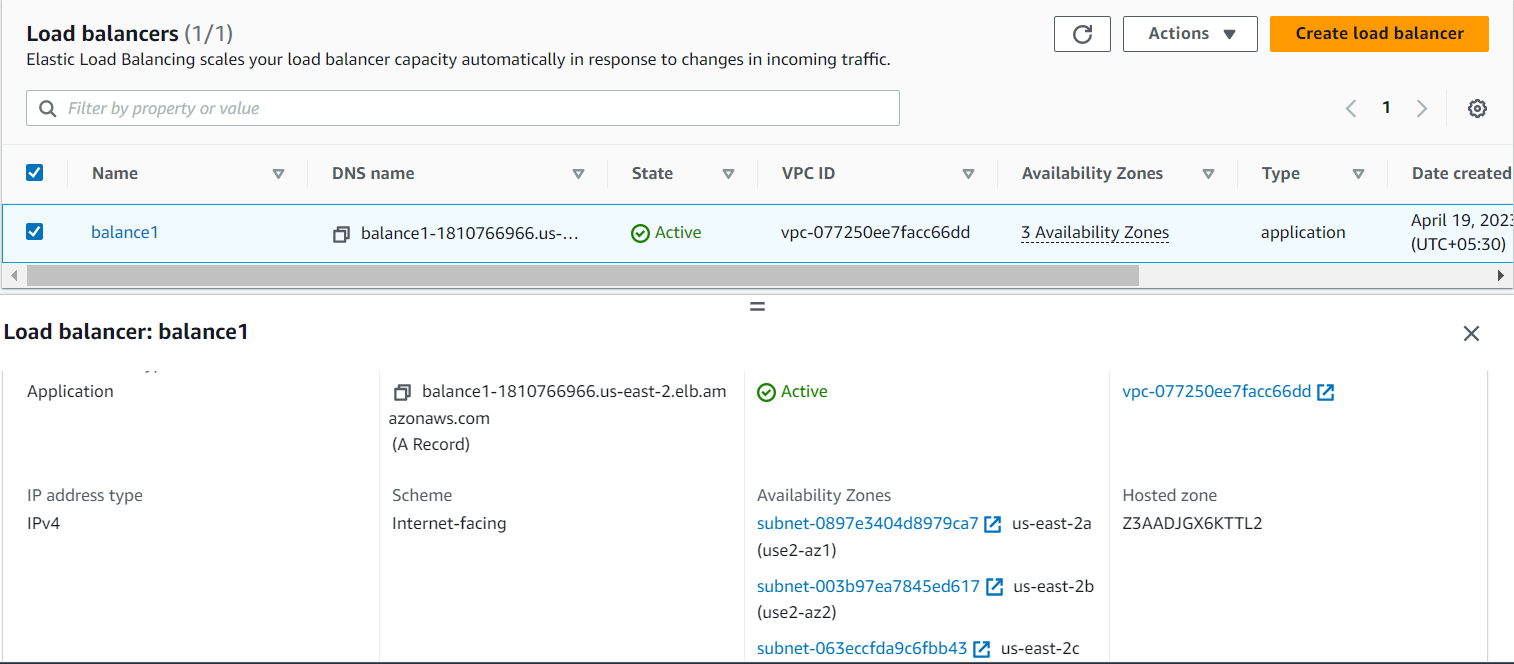 Load balancers (1/1)
Actions
Create load balancer
Elastic Load Balancing scales your load balancer capacity automatically in response to changes in incoming traffic.
Filter by property or value
1
Name DNS name State VPC ID Availability Zones Type Date created
balance1 balance1-1810766966.us-... Active vpc-077250ee7facc66dd 3 Availability Zones application April 19, 2023
(UTC+05:30)
Load balancer: balance1
Application balance1-1810766966.us-east-2.elb.am Active vpc-077250ee7facc66dd
azonaws.com
(A Record)
IP address type Scheme Availability Zones Hosted zone
IPv4 Internet-facing subnet-0897e3404d8979ca7 us-east-2a Z3AADJGX6KTTL2
(use2-az1)
subnet-003b97ea7845ed617 us-east-2b
(use2-az2)
subnet-063eccfda9c6fbb43 us-east-2c